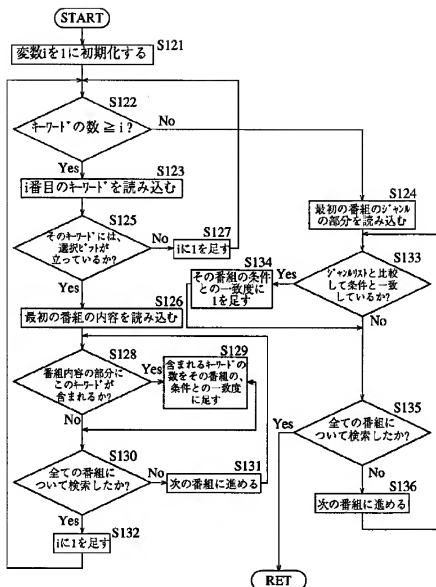 START
S121
変数iを1に初期化する
S122
キーワードの数≧i?
No
Yes
S123
i番目のキーワードを読み込む
S124
最初の番組のジャンル
の部分を読み込む
S125
そのキーワードには、
選択ビットが
立っているか?
No
S127
iに1を足す
Yes
S134
その番組の条件
との一致度に
1を足す
Yes
S133
ジャンルリストと比較
して条件と一致
しているか?
No
S126
最初の番組の内容を読み込む
S128
番組内容の部分に
このキーワードが
含まれるか?
Yes
S129
含まれるキーワードの
数をその番組の、
条件との一致度
に足す
No
S135
全ての番組に
ついて検索したか?
Yes
No
S130
全ての番組に
ついて検索したか?
No
S131
次の番組に進める
Yes
S132
iに1を足す
S136
次の番組に進める
RET